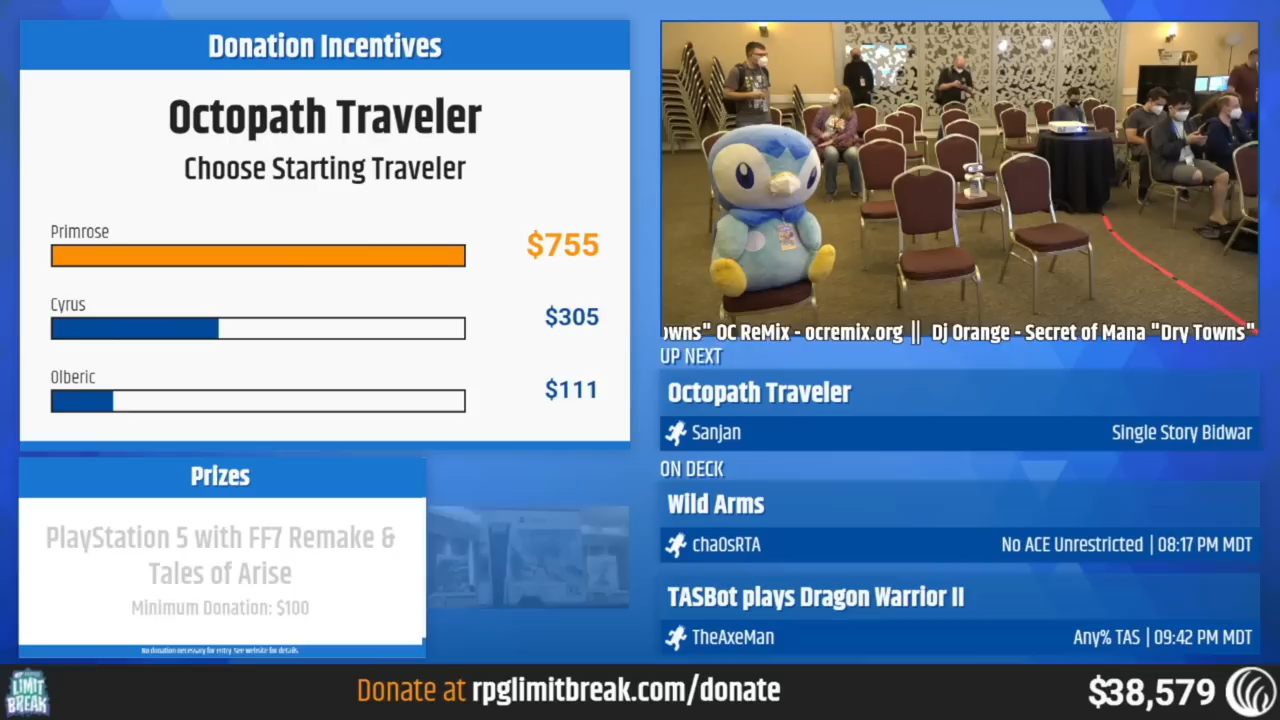 Donation Incentives
Octopath Traveler
Choose Starting Traveler
Primrose
$755
Cyrus
$305
Olberic
$111
Prizes
PlayStation 5 with FF7 Remake &
Tales of Arise
Minimum Donation: $100
No donation necessary for entry. See website for details.
owns" OC ReMix - ocremix.org || Dj Orange - Secret of Mana "Dry Towns"
UP NEXT
Octopath Traveler
Sanjan
Single Story Bidwar
ON DECK
Wild Arms
cha0sRTA
No ACE Unrestricted | 08:17 PM MDT
TASBot plays Dragon Warrior II
TheAxeMan
Any% TAS | 09:42 PM MDT
LIMIT
BREAK
Donate at rpglimitbreak.com/donate
$38,579